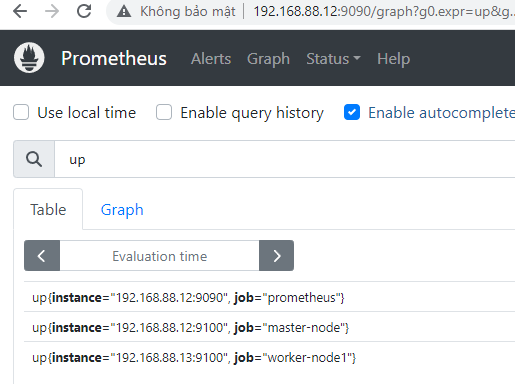 Không bảo mật | 192.168.88.12:9090/graph?g0.expr=up&g...
Prometheus Alerts Graph Status Help
Use local time Enable query history Enable autocomplete
up
Table Graph
Evaluation time
up{instance="192.168.88.12:9090", job="prometheus"}
up{instance="192.168.88.12:9100", job="master-node"}
up{instance="192.168.88.13:9100", job="worker-node1"}